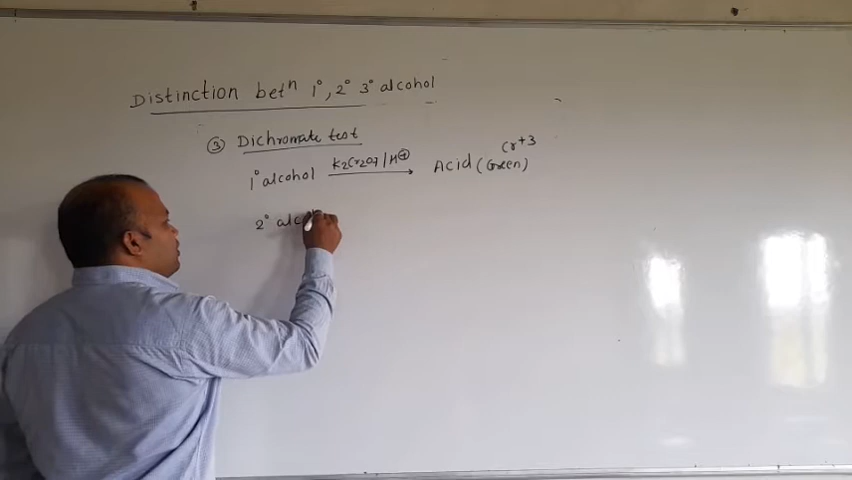 Distinction betⁿ 1°, 2° 3° alcohol
③ Dichromate test
1° alcohol K2Cr2O7/H⊕ → Acid (Green) Cr+3
2° alc